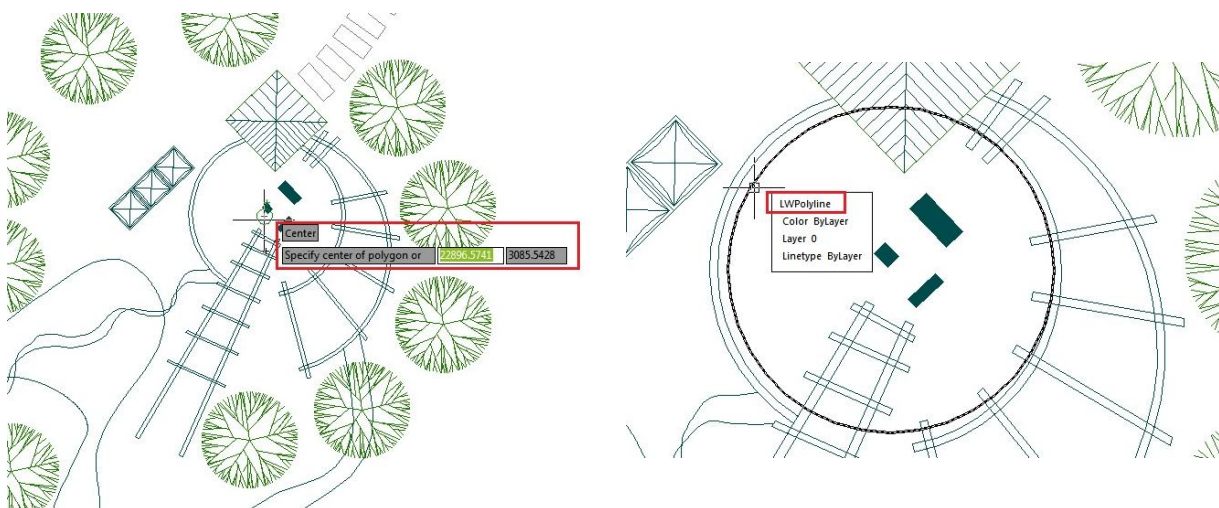 Center
Specify center of polygon or 22896.5741 3085.5428
LWPolyline
Color ByLayer
Layer 0
Linetype ByLayer